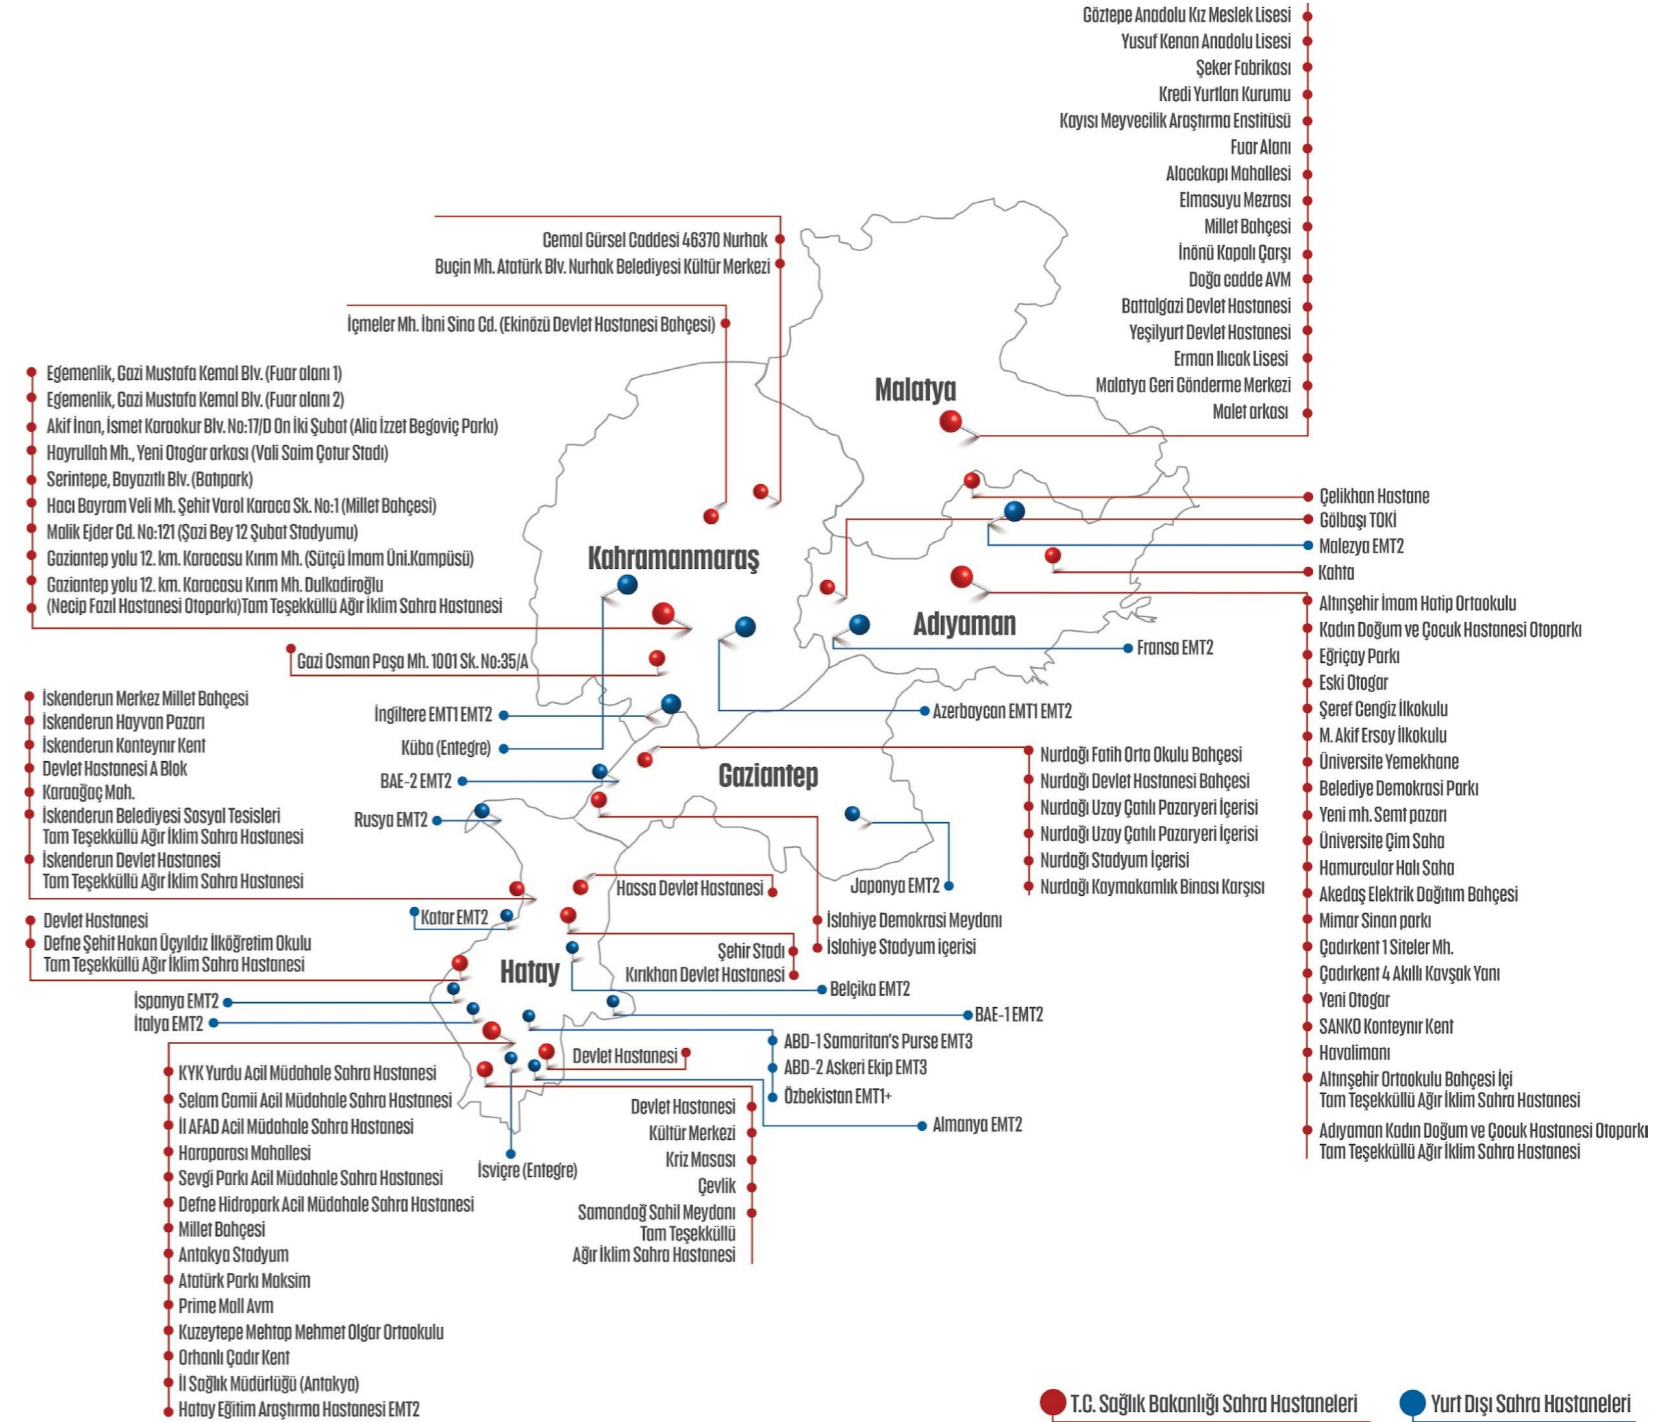 Göztepe Anadolu Kız Meslek Lisesi
Yusuf Kenan Anadolu Lisesi
Şeker Fabrikası
Kredi Yurtları Kurumu
Kayısı Meyvecilik Araştırma Enstitüsü
Fuar Alanı
Alacakapı Mahallesi
Elmasuyu Mezrası
Millet Bahçesi
İnönü Kapalı Çarşı
Doğa cadde AVM
Battalgazi Devlet Hastanesi
Yeşilyurt Devlet Hastanesi
Erman Ilıcak Lisesi
Malatya Geri Gönderme Merkezi
Malet arkası
Cemal Gürsel Caddesi 46370 Nurhak
Buçin Mh. Atatürk Blv. Nurhak Belediyesi Kültür Merkezi
İçmeler Mh. İbni Sina Cd. (Ekinözü Devlet Hastanesi Bahçesi)
Egemenlik, Gazi Mustafa Kemal Blv. (Fuar alanı 1)
Egemenlik, Gazi Mustafa Kemal Blv. (Fuar alanı 2)
Akif İnan, İsmet Karaokur Blv. No:17/D On İki Şubat (Alia İzzet Begoviç Parkı)
Hayrullah Mh., Yeni Otogar arkası (Vali Saim Çotur Stadı)
Serintepe, Bayazıtlı Blv. (Batıpark)
Hacı Bayram Veli Mh. Şehit Varol Karaca Sk. No:1 (Millet Bahçesi)
Malik Ejder Cd. No:121 (Şazi Bey 12 Şubat Stadyumu)
Gaziantep yolu 12. km. Karacasu Kırım Mh. (Sütçü İmam Üni.Kampüsü)
Gaziantep yolu 12. km. Karacasu Kırım Mh. Dulkadiroğlu
(Necip Fazıl Hastanesi Otoparkı)Tam Teşekküllü Ağır İklim Sahra Hastanesi
Gazi Osman Paşa Mh. 1001 Sk. No:35/A
Malatya
Kahramanmaraş
Adıyaman
Gaziantep
Hatay
Çelikhan Hastane
Gölbaşı TOKİ
Malezya EMT2
Kahta
Altınşehir İmam Hatip Ortaokulu
Kadın Doğum ve Çocuk Hastanesi Otoparkı
Eğriçay Parkı
Eski Otogar
Şeref Cengiz İlkokulu
M. Akif Ersoy İlkokulu
Üniversite Yemekhane
Belediye Demokrasi Parkı
Yeni mh. Semt pazarı
Üniversite Çim Saha
Hamurcular Halı Saha
Akedaş Elektrik Dağıtım Bahçesi
Mimar Sinan parkı
Çadırkent 1 Siteler Mh.
Çadırkent 4 Akıllı Kavşak Yanı
Yeni Otogar
SANKO Konteynır Kent
Havalimanı
Altınşehir Ortaokulu Bahçesi İçi
Tam Teşekküllü Ağır İklim Sahra Hastanesi
Adıyaman Kadın Doğum ve Çocuk Hastanesi Otoparkı
Tam Teşekküllü Ağır İklim Sahra Hastanesi
Fransa EMT2
Azerbaycan EMT1 EMT2
İngiltere EMT1 EMT2
Küba (Entegre)
BAE-2 EMT2
Rusya EMT2
Katar EMT2
İskenderun Merkez Millet Bahçesi
İskenderun Hayvan Pazarı
İskenderun Konteynır Kent
Devlet Hastanesi A Blok
Karaağaç Mah.
İskenderun Belediyesi Sosyal Tesisleri
Tam Teşekküllü Ağır İklim Sahra Hastanesi
İskenderun Devlet Hastanesi
Tam Teşekküllü Ağır İklim Sahra Hastanesi
Devlet Hastanesi
Defne Şehit Hakan Üçyıldız İlköğretim Okulu
Tam Teşekküllü Ağır İklim Sahra Hastanesi
İspanya EMT2
İtalya EMT2
Nurdağı Fatih Orta Okulu Bahçesi
Nurdağı Devlet Hastanesi Bahçesi
Nurdağı Uzay Çatılı Pazaryeri İçerisi
Nurdağı Uzay Çatılı Pazaryeri İçerisi
Nurdağı Stadyum İçerisi
Nurdağı Kaymakamlık Binası Karşısı
Japonya EMT2
Hassa Devlet Hastanesi
İslahiye Demokrasi Meydanı
İslahiye Stadyum içerisi
Şehir Stadı
Kırıkhan Devlet Hastanesi
Belçika EMT2
BAE-1 EMT2
ABD-1 Samaritan's Purse EMT3
ABD-2 Askeri Ekip EMT3
Özbekistan EMT1+
Devlet Hastanesi
Almanya EMT2
İsviçre (Entegre)
Devlet Hastanesi
Kültür Merkezi
Kriz Masası
Çevlik
Samandağ Sahil Meydanı
Tam Teşekküllü
Ağır İklim Sahra Hastanesi
KYK Yurdu Acil Müdahale Sahra Hastanesi
Selam Camii Acil Müdahale Sahra Hastanesi
İl AFAD Acil Müdahale Sahra Hastanesi
Haraparası Mahallesi
Sevgi Parkı Acil Müdahale Sahra Hastanesi
Defne Hidropark Acil Müdahale Sahra Hastanesi
Millet Bahçesi
Antakya Stadyum
Atatürk Parkı Maksim
Prime Mall Avm
Kuzeytepe Mehtap Mehmet Olgar Ortaokulu
Orhanlı Çadır Kent
İl Sağlık Müdürlüğü (Antakya)
Hatay Eğitim Araştırma Hastanesi EMT2
T.C. Sağlık Bakanlığı Sahra Hastaneleri
Yurt Dışı Sahra Hastaneleri